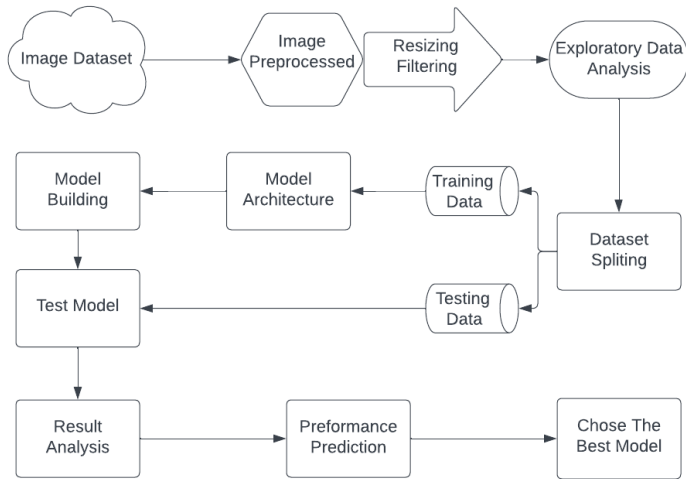 Image Dataset
Image
Preprocessed
Resizing
Filtering
Exploratory Data
Analysis
Model
Building
Model
Architecture
Training
Data
Dataset
Spliting
Test Model
Testing
Data
Result
Analysis
Preformance
Prediction
Chose The
Best Model